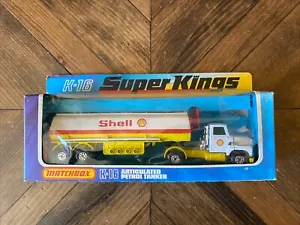 K-16 Super Kings
Shell
MATCHBOX K-16 ARTICULATED
PETROL TANKER